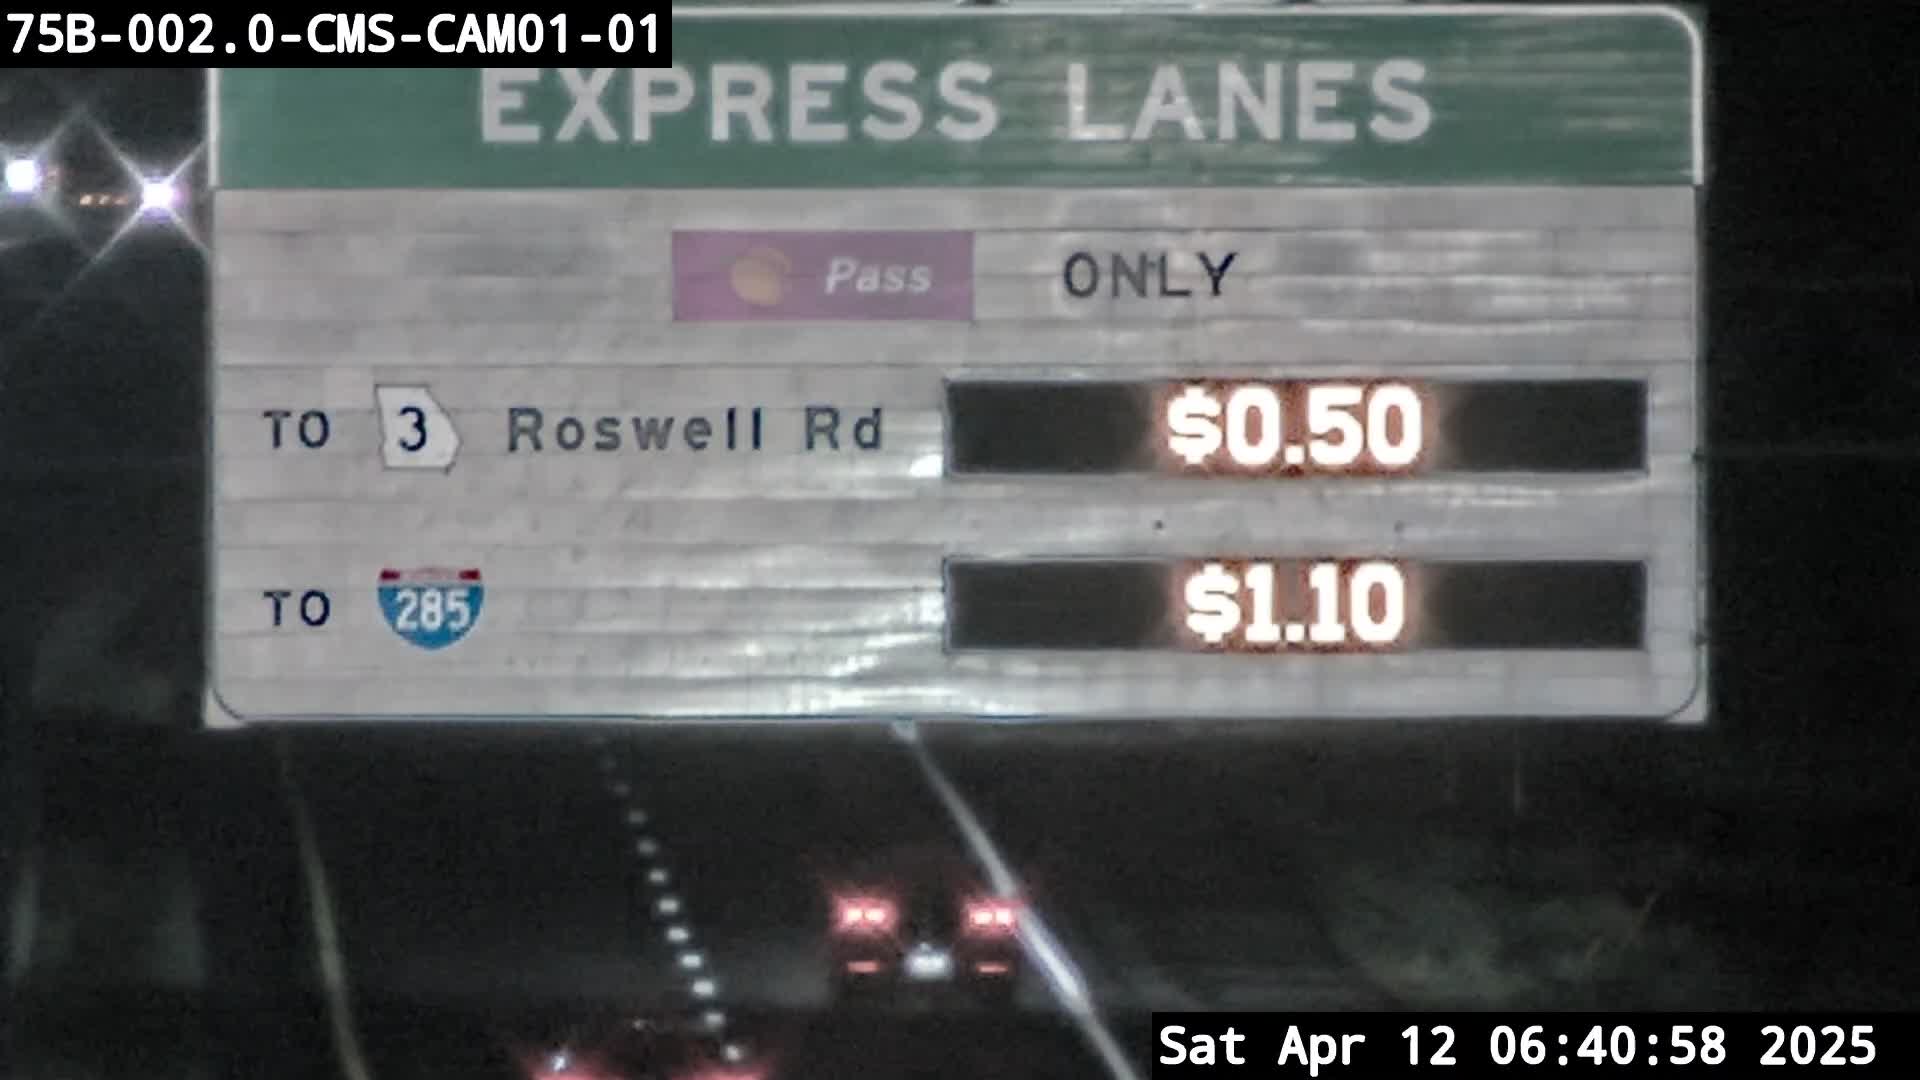 75B-002.0-CMS-CAM01-01
EXPRESS LANES
Pass ONLY
TO 3 Roswell Rd $0.50
TO 285 $1.10
Sat Apr 12 06:40:58 2025